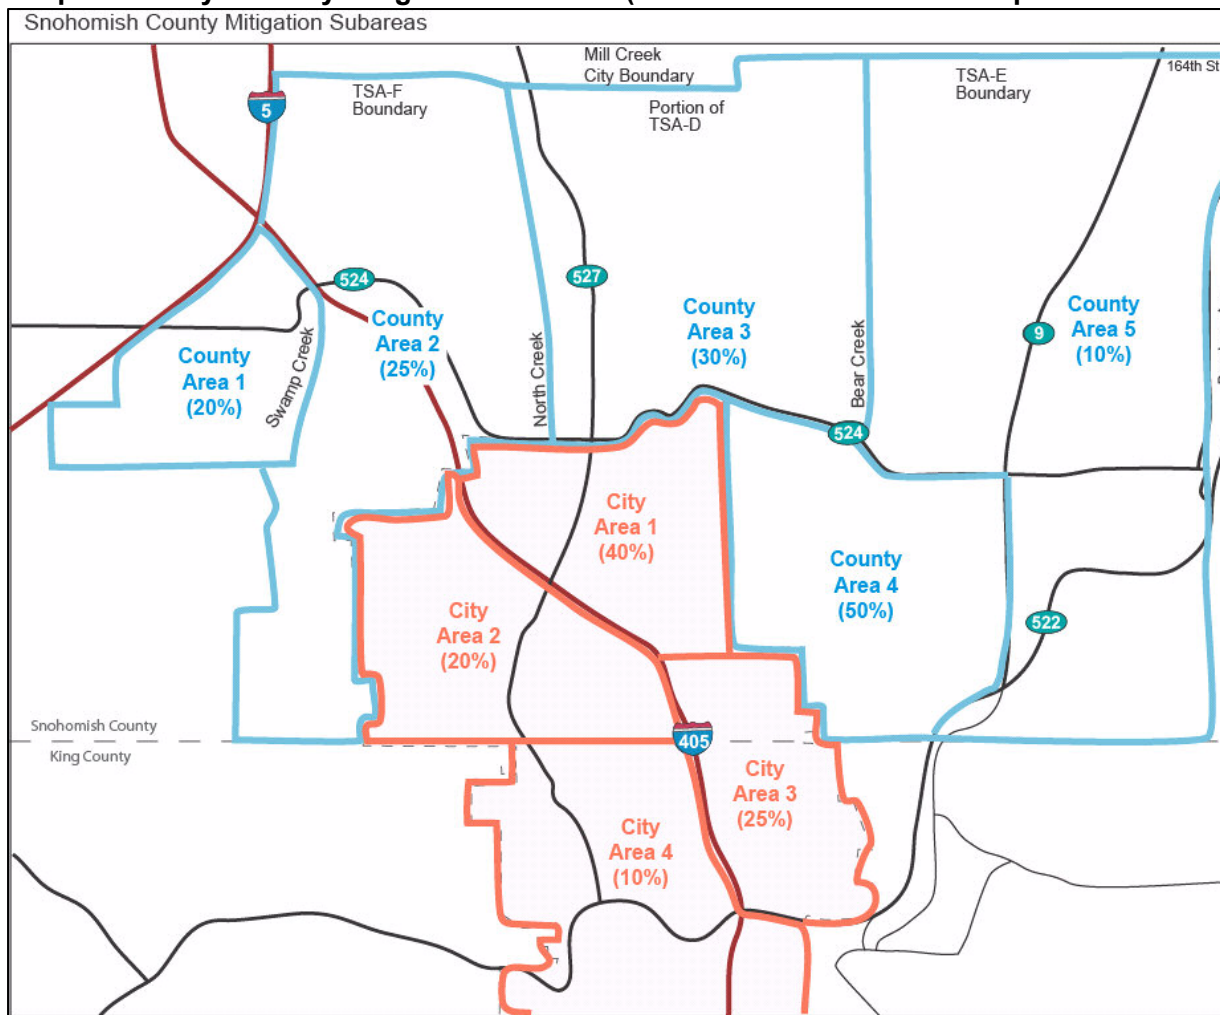 Snohomish County Mitigation Subareas
Mill Creek
City Boundary
164th St
TSA-F
Boundary
Portion of
TSA-D
TSA-E
Boundary
5
524
527
9
County
Area 1
(20%)
Swamp Creek
County
Area 2
(25%)
North Creek
County
Area 3
(30%)
Bear Creek
County
Area 5
(10%)
524
City
Area 1
(40%)
County
Area 4
(50%)
City
Area 2
(20%)
522
Snohomish County
King County
405
City
Area 3
(25%)
City
Area 4
(10%)